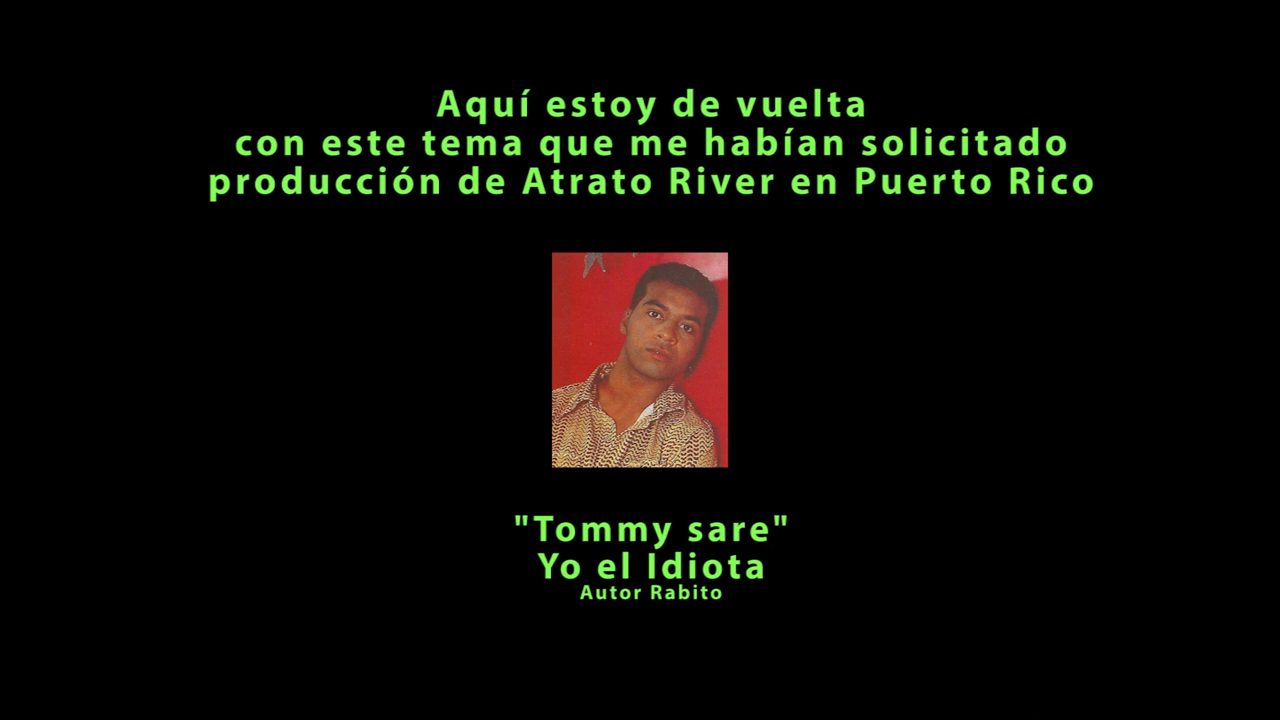 Aquí estoy de vuelta
con este tema que me habían solicitado
producción de Atrato River en Puerto Rico
"Tommy sare"
Yo el Idiota
Autor Rabito